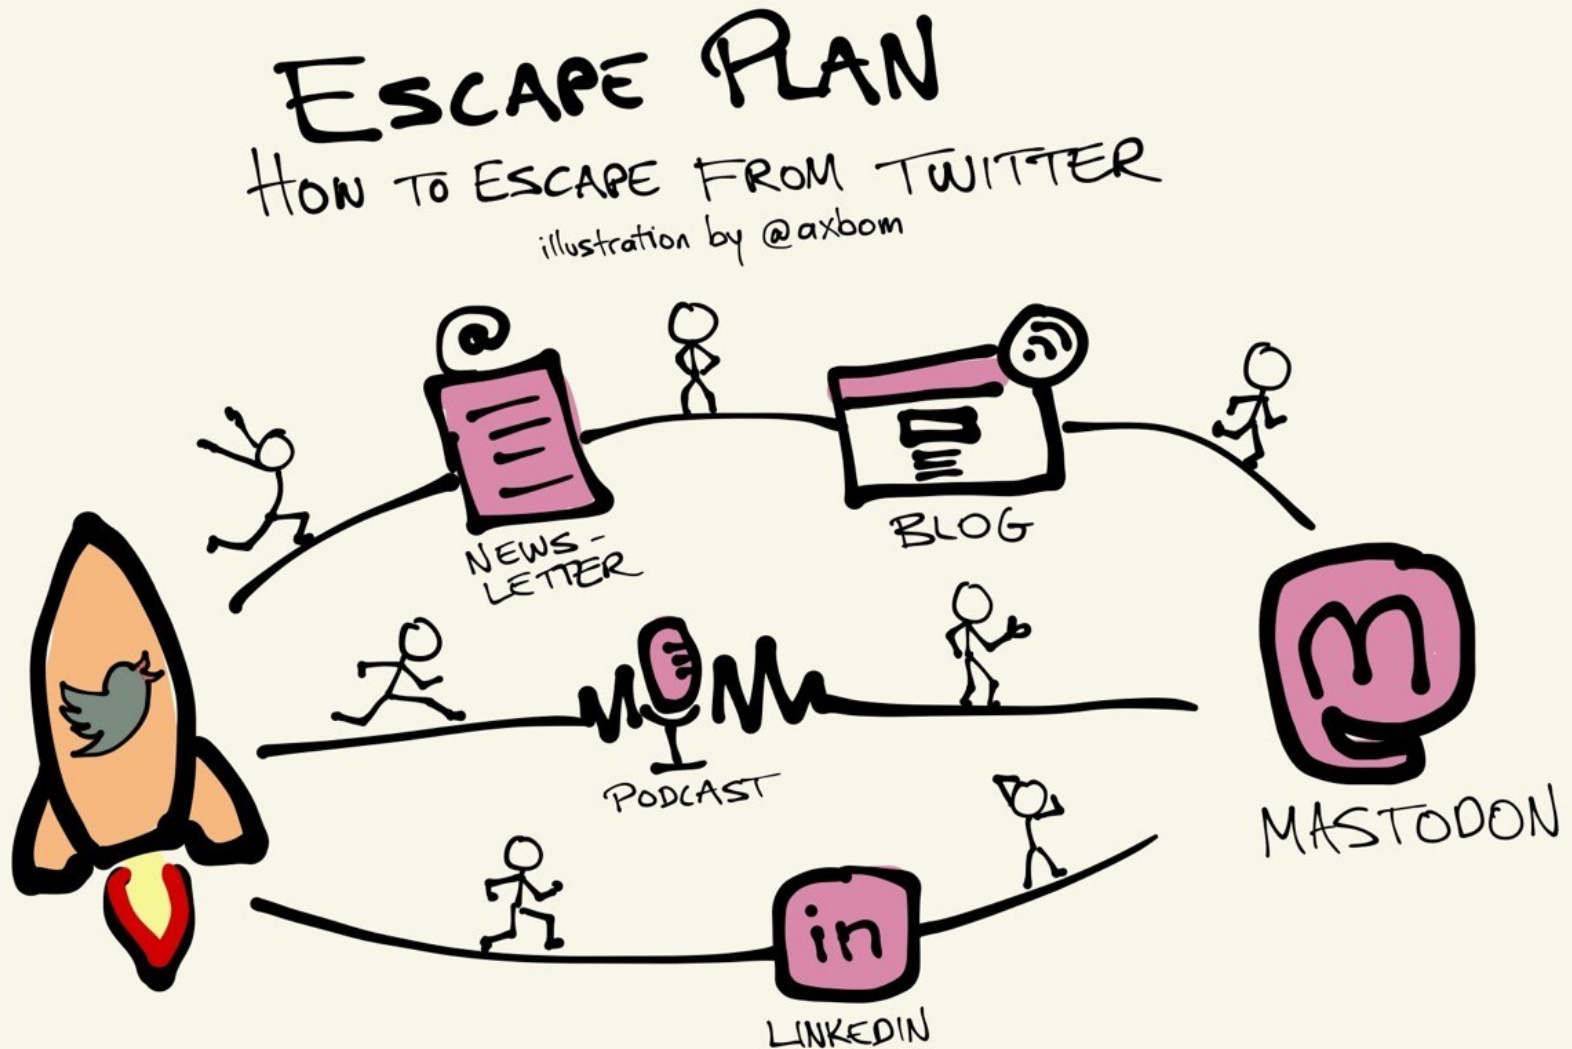 ESCAPE PLAN
HOW TO ESCAPE FROM TWITTER
illustration by @axbom
@
NEWS-
LETTER
BLOG
PODCAST
m
MASTODON
in
LINKEDIN